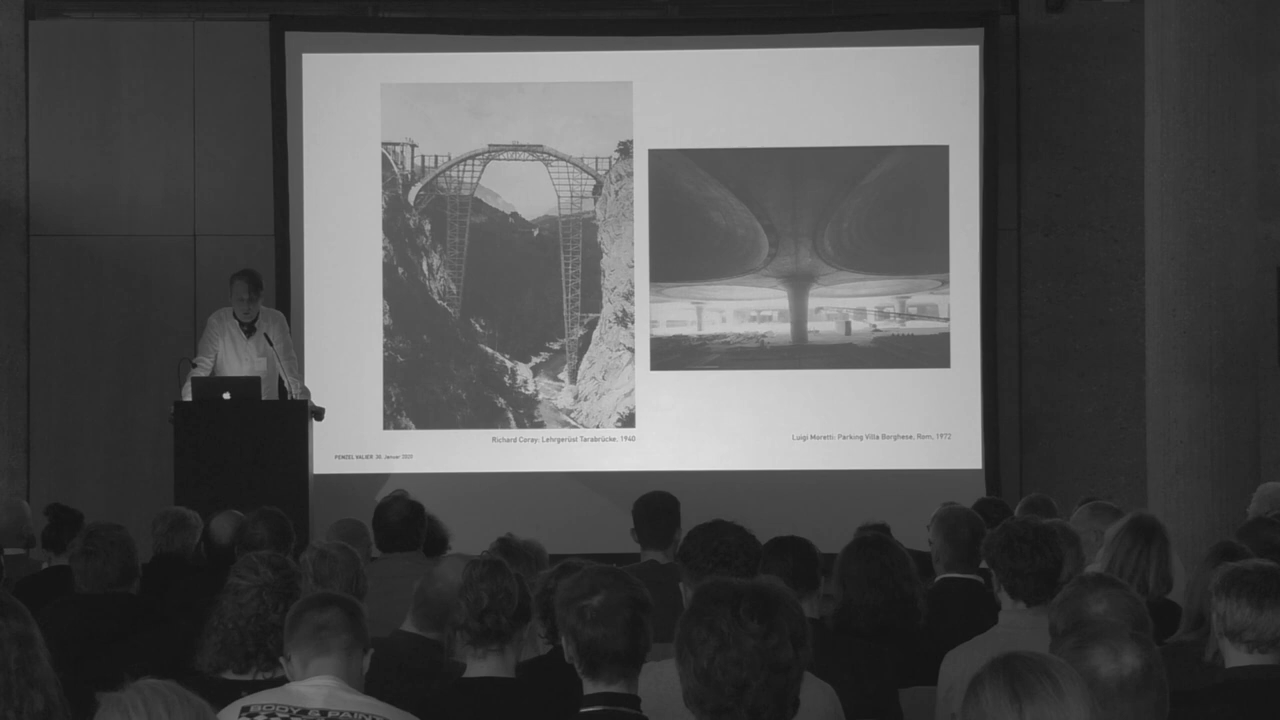 Richard Coray: Lehrgerüst Tarabrücke, 1940
Luigi Moretti: Parking Villa Borghese, Rom, 1972
PENZEL VALIER 30. Januar 2020
BODY & PAINT